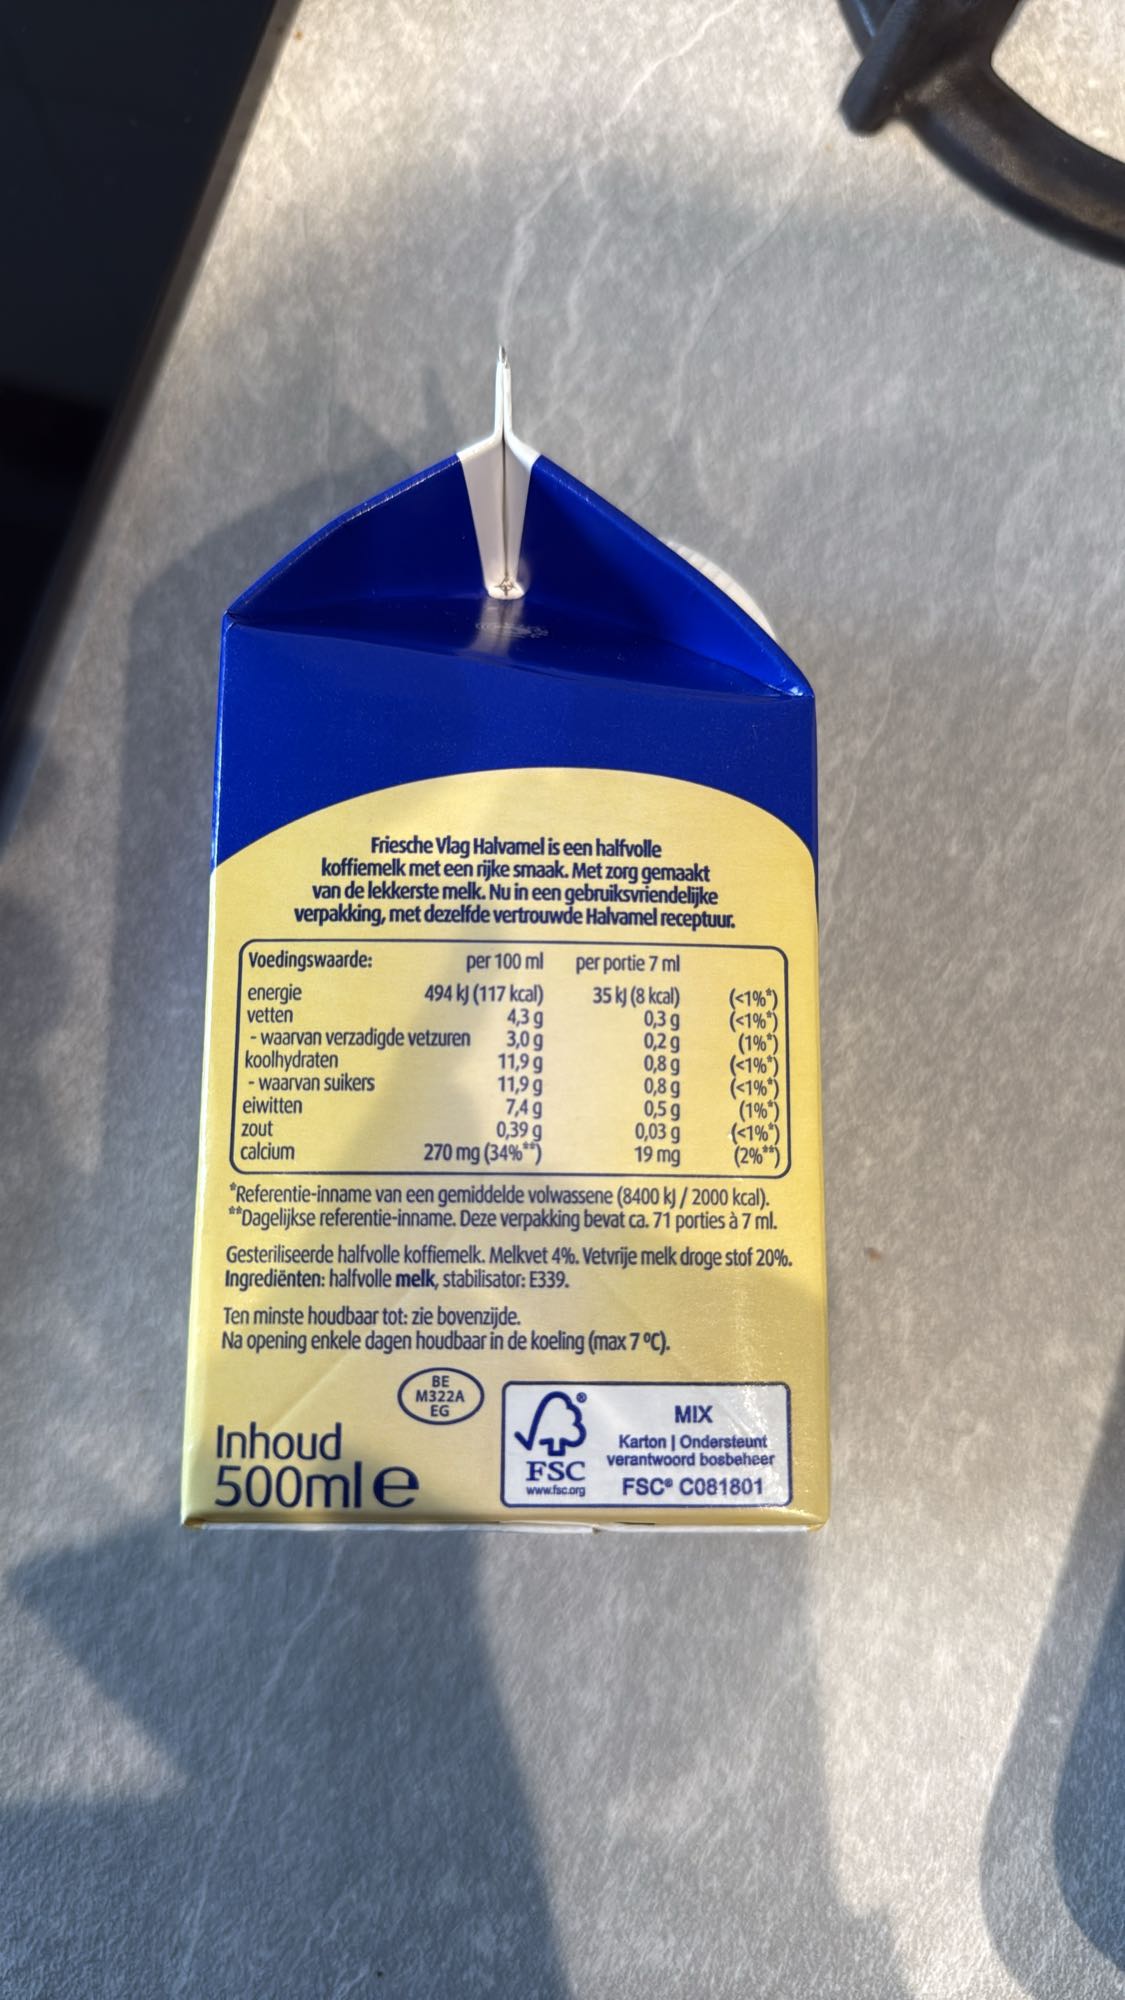 Friesche Vlag Halvamel is een halfvolle
koffiemelk met een rijke smaak. Met zorg gemaakt
van de lekkerste melk. Nu in een gebruiksvriendelijke
verpakking, met dezelfde vertrouwde Halvamel receptuur.
Voedingswaarde: per 100 ml per portie 7 ml
energie 494 kJ (117 kcal) 35 kJ (8 kcal) (<1%*)
vetten 4,3 g 0,3 g (<1%*)
- waarvan verzadigde vetzuren 3,0 g 0,2 g (1%*)
koolhydraten 11,9 g 0,8 g (<1%*)
- waarvan suikers 11,9 g 0,8 g (<1%*)
eiwitten 7,4 g 0,5 g (1%*)
zout 0,39 g 0,03 g (<1%*)
calcium 270 mg (34%**) 19 mg (2%**)
*Referentie-inname van een gemiddelde volwassene (8400 kJ / 2000 kcal).
**Dagelijkse referentie-inname. Deze verpakking bevat ca. 71 porties à 7 ml.
Gesteriliseerde halfvolle koffiemelk. Melkvet 4%. Vetvrije melk droge stof 20%.
Ingrediënten: halfvolle melk, stabilisator: E339.
Ten minste houdbaar tot: zie bovenzijde.
Na opening enkele dagen houdbaar in de koeling (max 7 °C).
BE
M322A
EG
Inhoud
500ml e
FSC
www.fsc.org
MIX
Karton | Ondersteunt
verantwoord bosbeheer
FSC® C081801